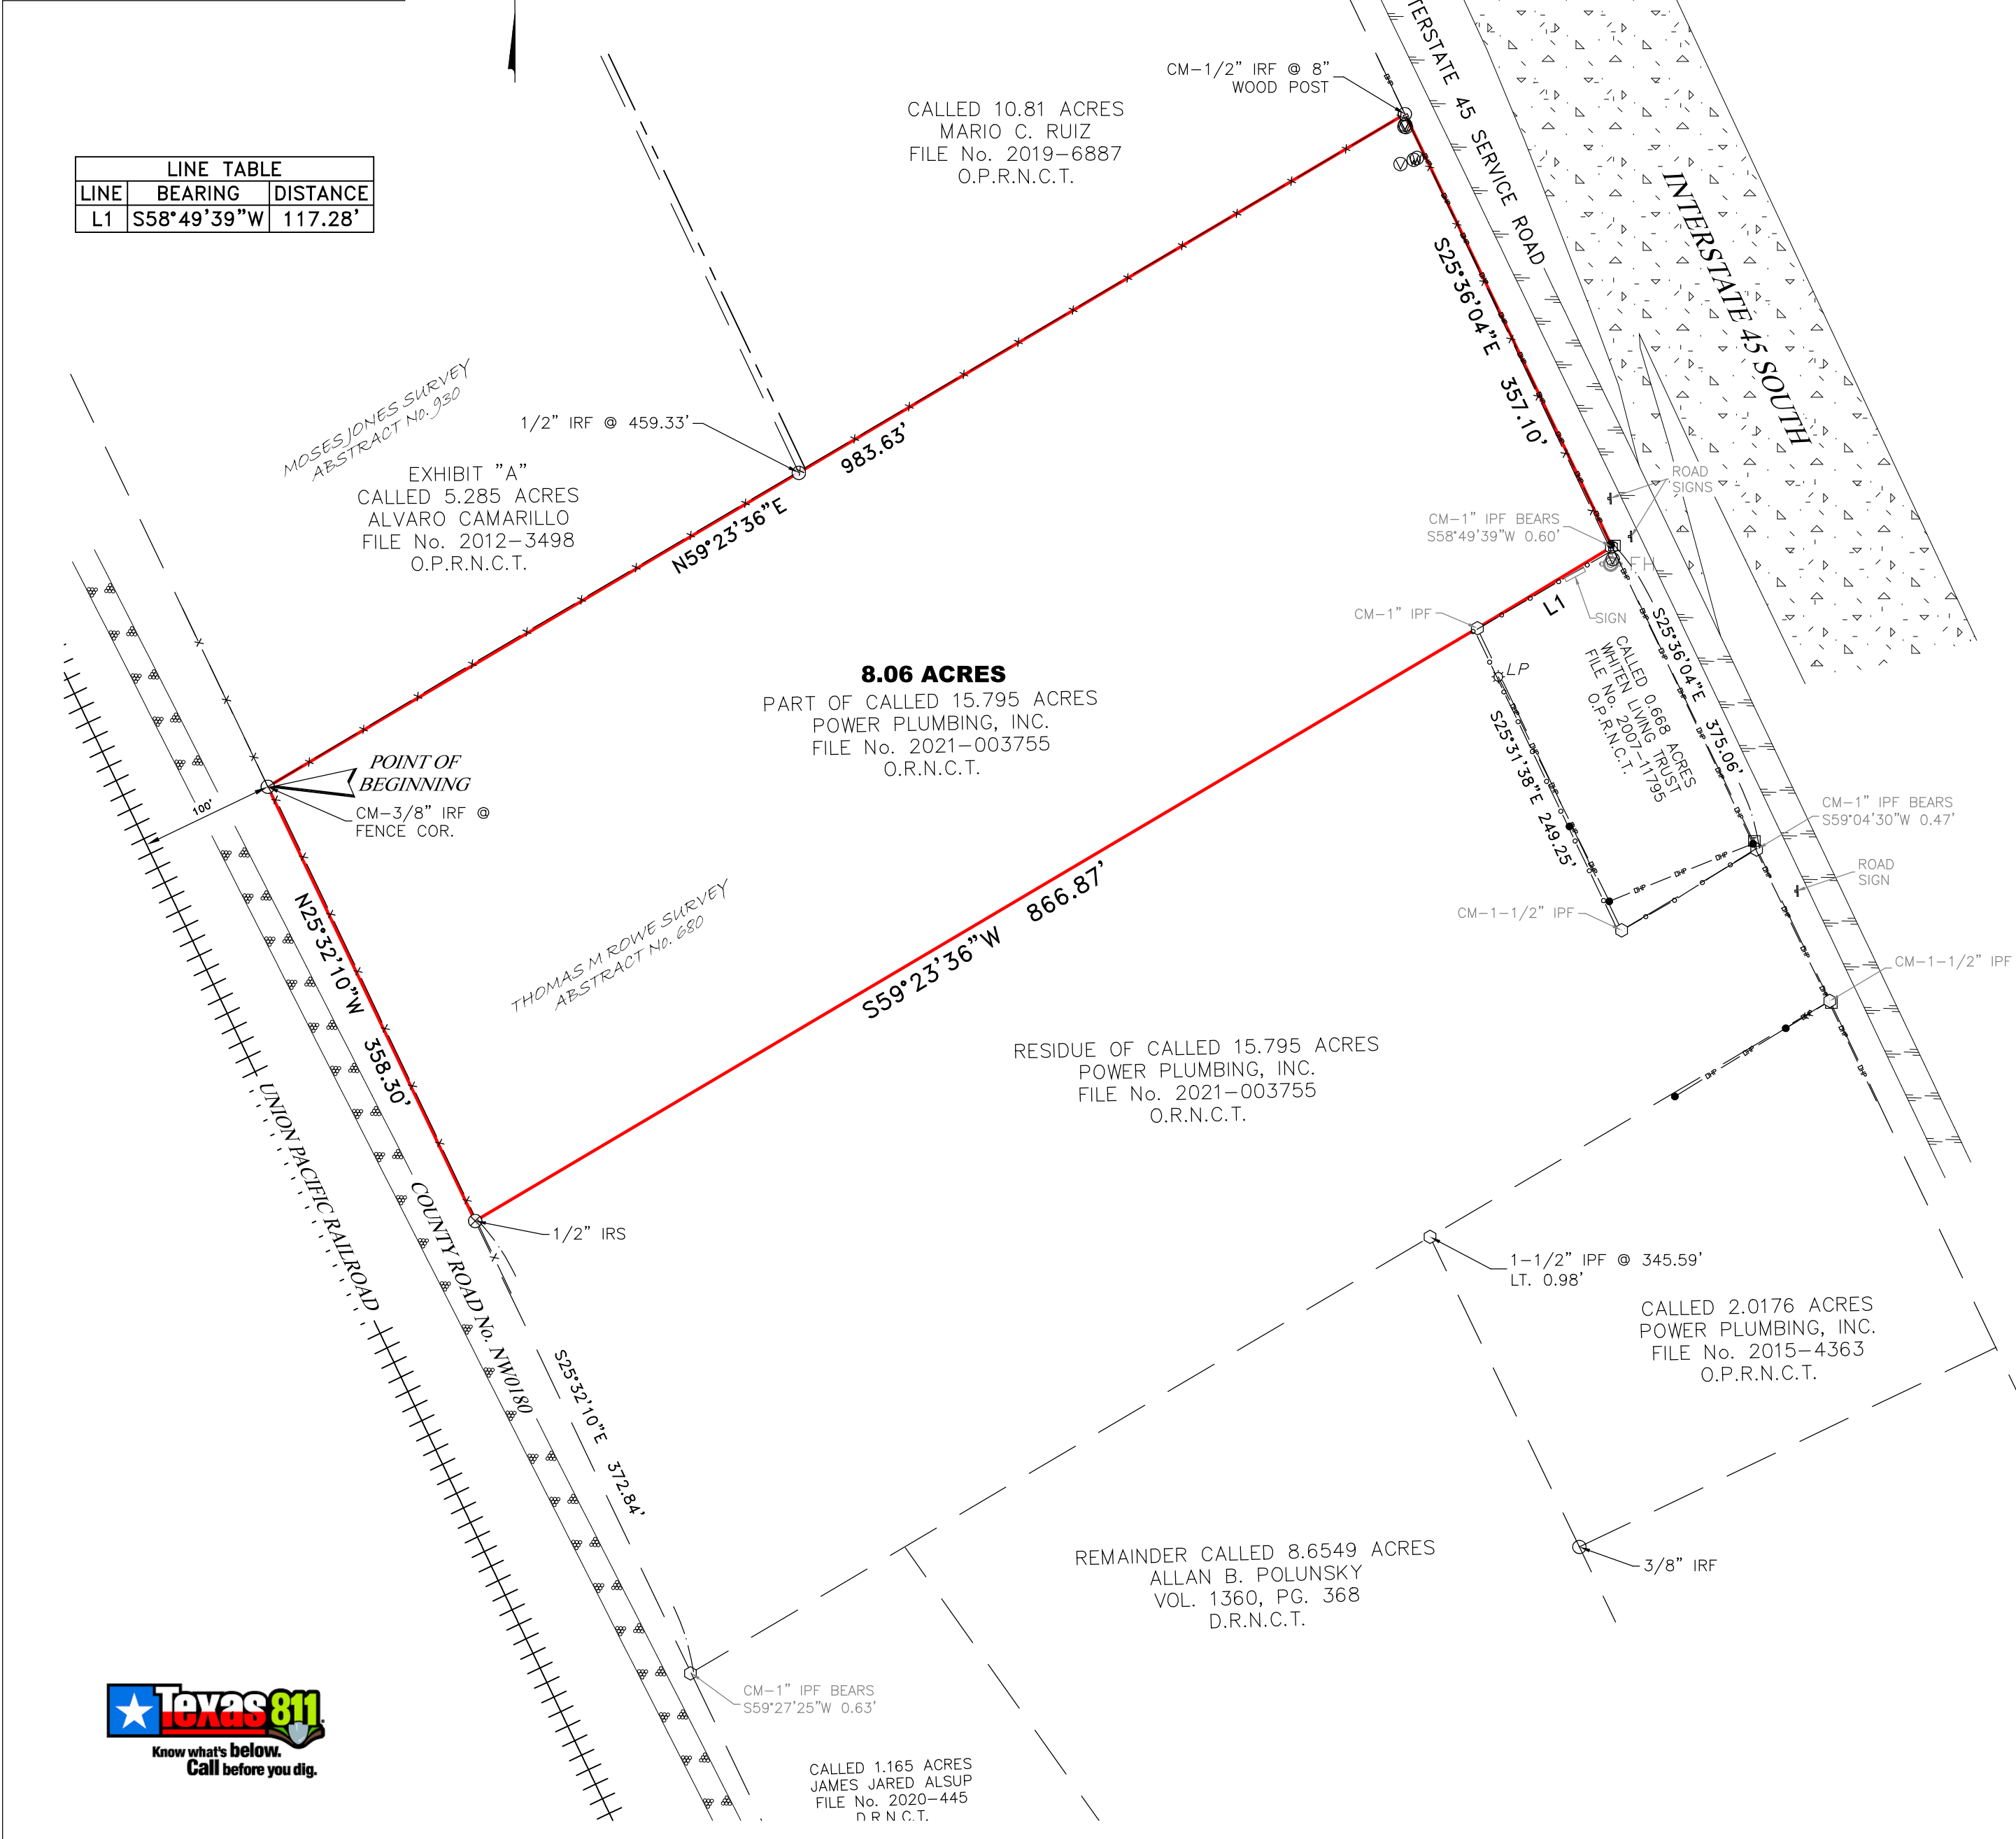 LINE TABLE
LINE BEARING DISTANCE
L1 S58°49'39"W 117.28'
CALLED 10.81 ACRES
MARIO C. RUIZ
FILE No. 2019-6887
O.P.R.N.C.T.
CM-1/2" IRF @ 8"
WOOD POST
TERSTATE 45 SERVICE ROAD
INTERSTATE 45 SOUTH
S25°36'04"E 357.10'
MOSES JONES SURVEY
ABSTRACT No. 930
1/2" IRF @ 459.33'
983.63'
N59°23'36"E
EXHIBIT "A"
CALLED 5.285 ACRES
ALVARO CAMARILLO
FILE No. 2012-3498
O.P.R.N.C.T.
ROAD
SIGNS
CM-1" IPF BEARS
S58°49'39"W 0.60'
FH
CM-1" IPF
L1
SIGN
LP
8.06 ACRES
PART OF CALLED 15.795 ACRES
POWER PLUMBING, INC.
FILE No. 2021-003755
O.R.N.C.T.
CALLED 0.668 ACRES
WHITEN LIVING TRUST
FILE No. 2007-11795
O.P.R.N.C.T.
S25°36'04"E 375.06'
S25°31'38"E 249.25'
POINT OF
BEGINNING
CM-3/8" IRF @
FENCE COR.
100'
CM-1" IPF BEARS
S59°04'30"W 0.47'
ROAD
SIGN
CM-1-1/2" IPF
CM-1-1/2" IPF
N25°32'10"W 358.30'
THOMAS M ROWE SURVEY
ABSTRACT No. 680
S59°23'36"W 866.87'
RESIDUE OF CALLED 15.795 ACRES
POWER PLUMBING, INC.
FILE No. 2021-003755
O.R.N.C.T.
UNION PACIFIC RAILROAD
COUNTY ROAD No. NW0180
1/2" IRS
1-1/2" IPF @ 345.59'
LT. 0.98'
CALLED 2.0176 ACRES
POWER PLUMBING, INC.
FILE No. 2015-4363
O.P.R.N.C.T.
S25°32'10"E 372.84'
REMAINDER CALLED 8.6549 ACRES
ALLAN B. POLUNSKY
VOL. 1360, PG. 368
D.R.N.C.T.
3/8" IRF
CM-1" IPF BEARS
S59°27'25"W 0.63'
CALLED 1.165 ACRES
JAMES JARED ALSUP
FILE No. 2020-445
D.R.N.C.T.
Texas811
Know what's below.
Call before you dig.